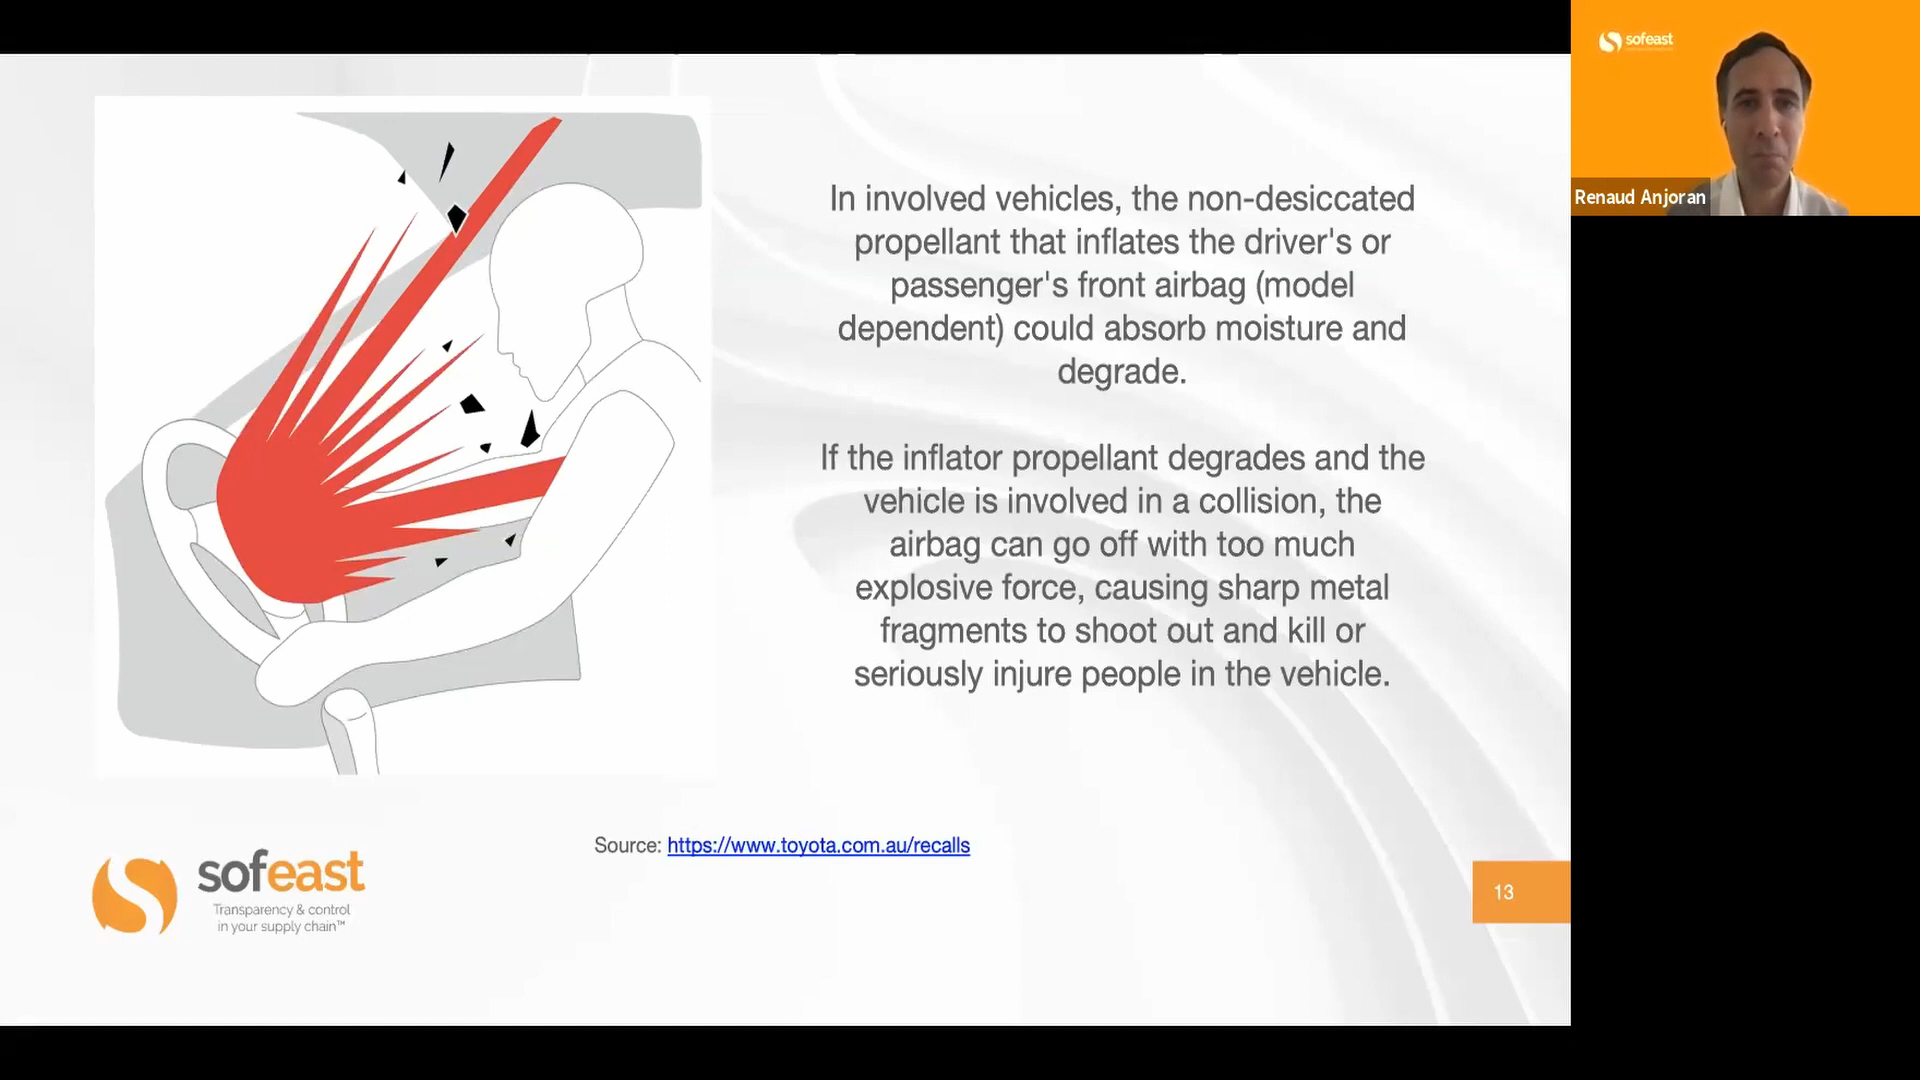 sofeast
Renaud Anjoran
In involved vehicles, the non-desiccated
propellant that inflates the driver's or
passenger's front airbag (model
dependent) could absorb moisture and
degrade.
If the inflator propellant degrades and the
vehicle is involved in a collision, the
airbag can go off with too much
explosive force, causing sharp metal
fragments to shoot out and kill or
seriously injure people in the vehicle.
Source: https://www.toyota.com.au/recalls
sofeast
Transparency & control
in your supply chain™
13